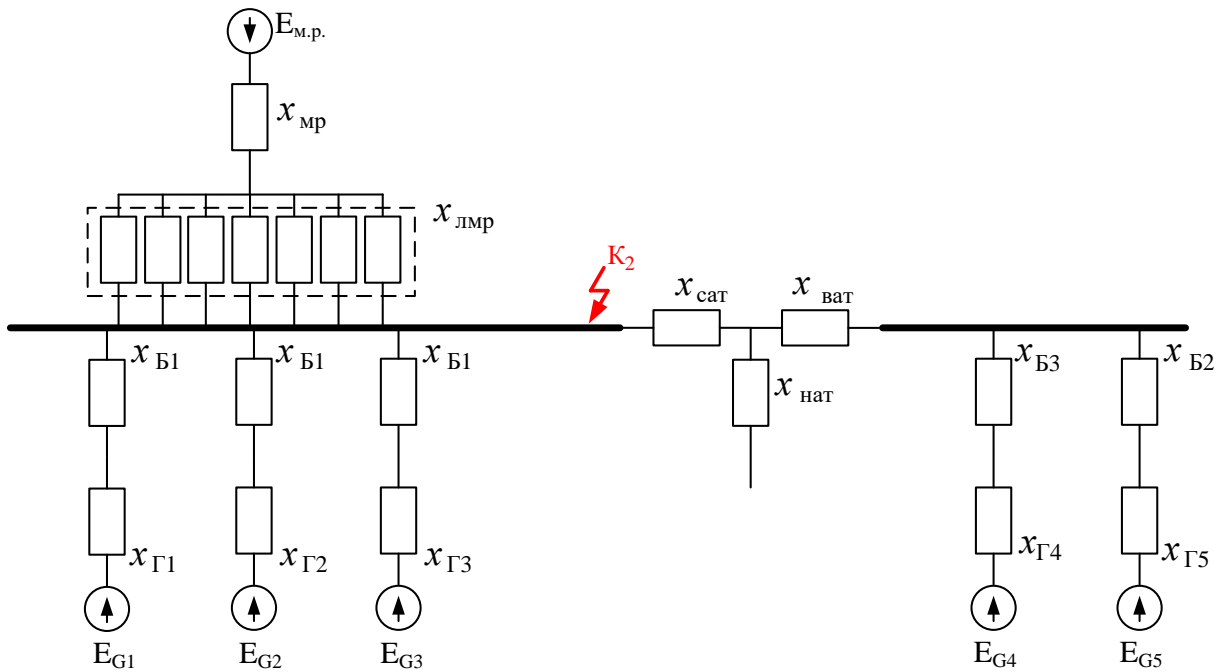 Eм.р.
x мр
x лмр
К2
x сат
x ват
x нат
x Б1
x Б1
x Б1
x Б3
x Б2
x Г1
x Г2
x Г3
x Г4
x Г5
EG1
EG2
EG3
EG4
EG5